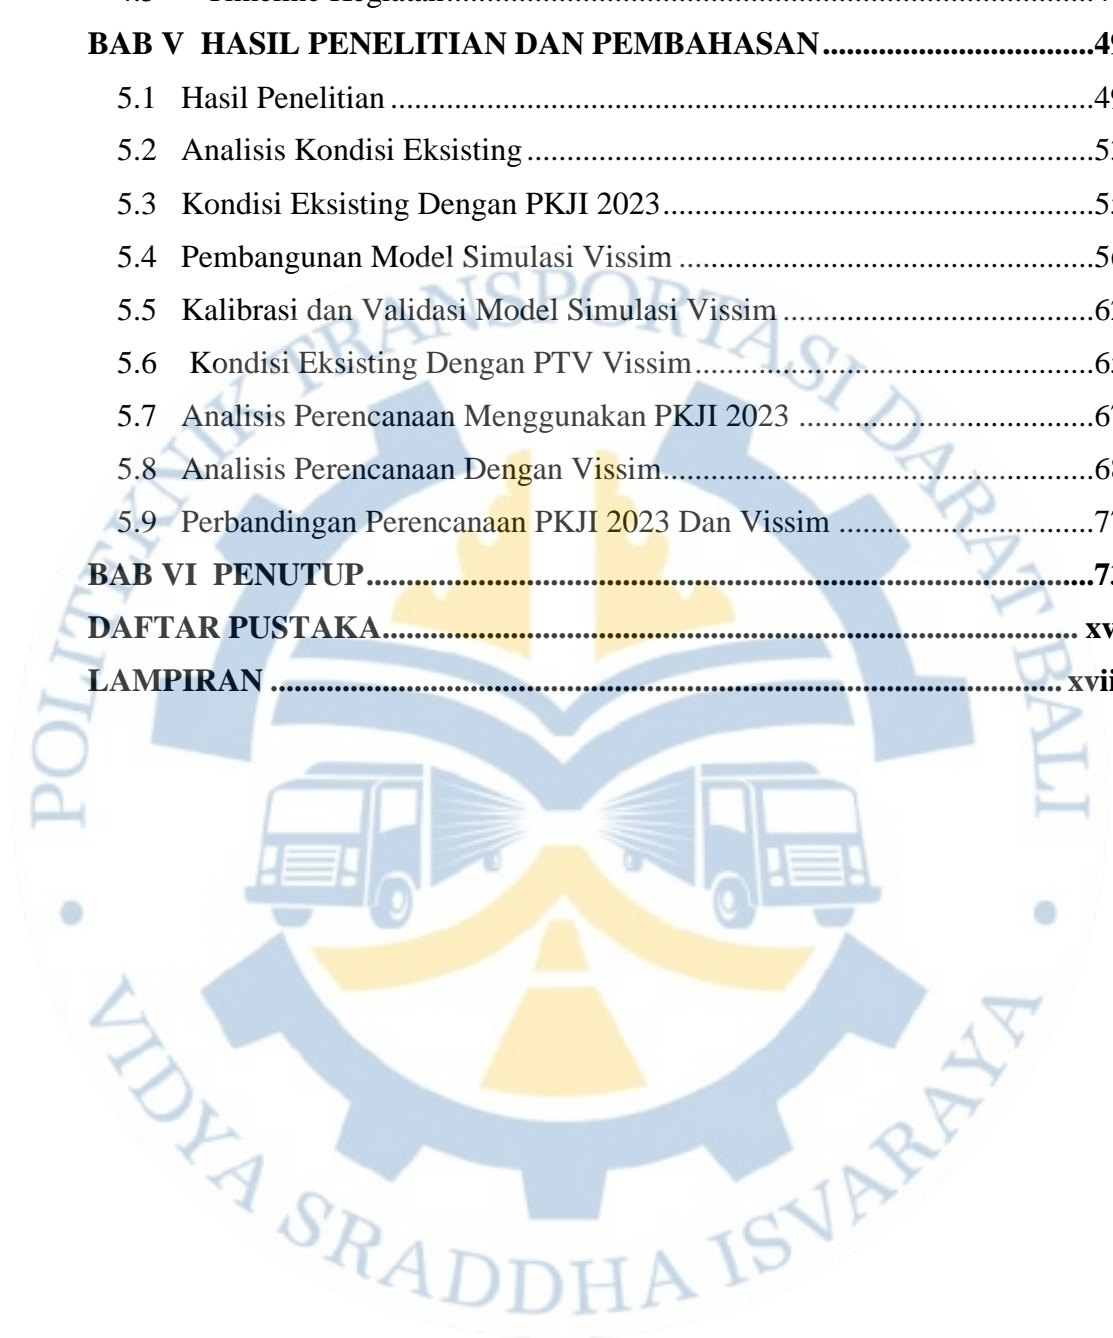 Kegiatan
BAB V HASIL PENELITIAN DAN PEMBAHASAN
5.1 Hasil Penelitian
5.2 Analisis Kondisi Eksisting
5.3 Kondisi Eksisting Dengan PKJI 2023
5.4 Pembangunan Model Simulasi Vissim
5.5 Kalibrasi dan Validasi Model Simulasi Vissim
5.6 Kondisi Eksisting Dengan PTV Vissim
5.7 Analisis Perencanaan Menggunakan PKJI 2023
5.8 Analisis Perencanaan Dengan Vissim
5.9 Perbandingan Perencanaan PKJI 2023 Dan Vissim
BAB VI PENUTUP
DAFTAR PUSTAKA
LAMPIRAN
POLITEKNIK TRANSPORTASI DARAT BALI
VIDYA SRADDHA ISVARAYA